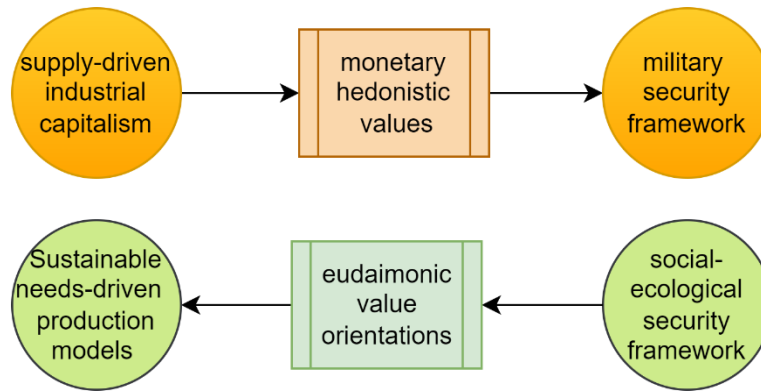 supply-driven
industrial
capitalism
monetary
hedonistic
values
military
security
framework
Sustainable
needs-driven
production
models
eudaimonic
value
orientations
social-
ecological
security
framework